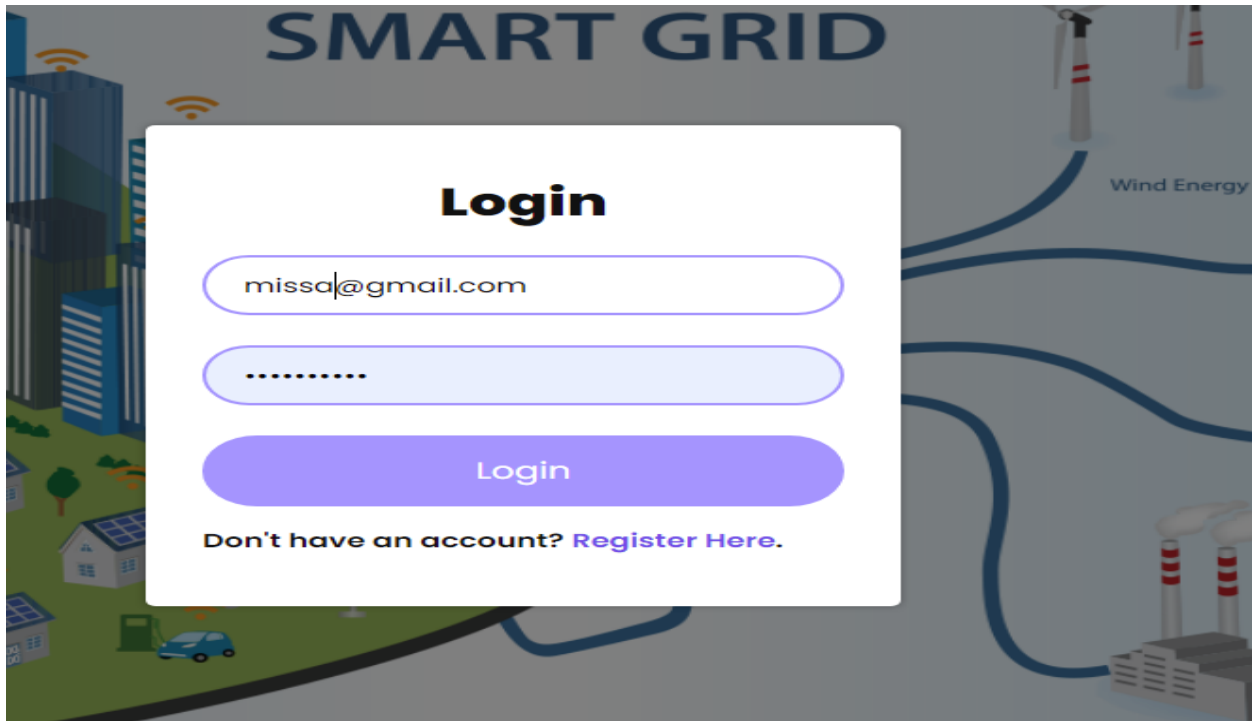 SMART GRID
Wind Energy
Login
missa@gmail.com
••••••••••
Login
Don't have an account? Register Here.